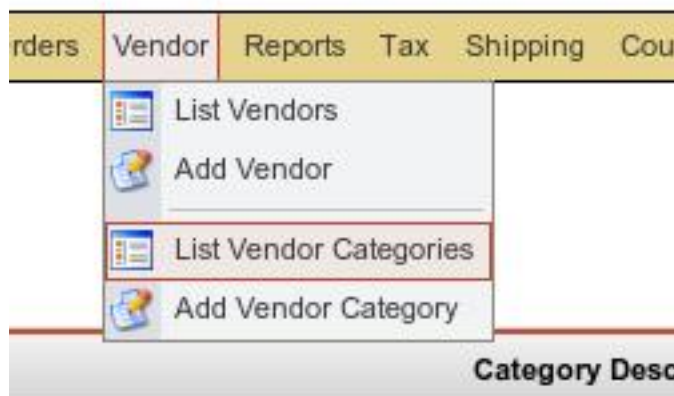 rders Vendor Reports Tax Shipping Cou
List Vendors
Add Vendor
List Vendor Categories
Add Vendor Category
Category Desc